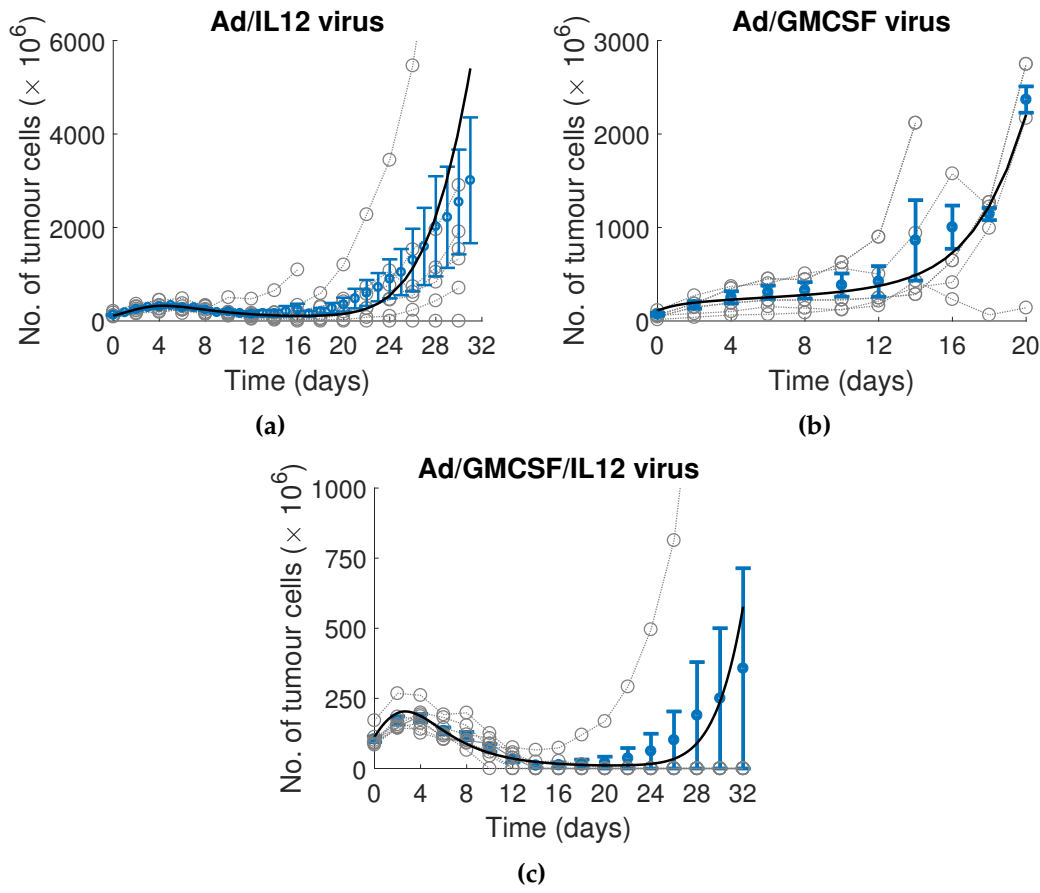 Ad/IL12 virus
No. of tumour cells (× 10^6)
6000
4000
2000
0
0 4 8 12 16 20 24 28 32
Time (days)
(a)
Ad/GMCSF virus
No. of tumour cells (× 10^6)
3000
2000
1000
0
0 4 8 12 16 20
Time (days)
(b)
Ad/GMCSF/IL12 virus
No. of tumour cells (× 10^6)
1000
750
500
250
0
0 4 8 12 16 20 24 28 32
Time (days)
(c)